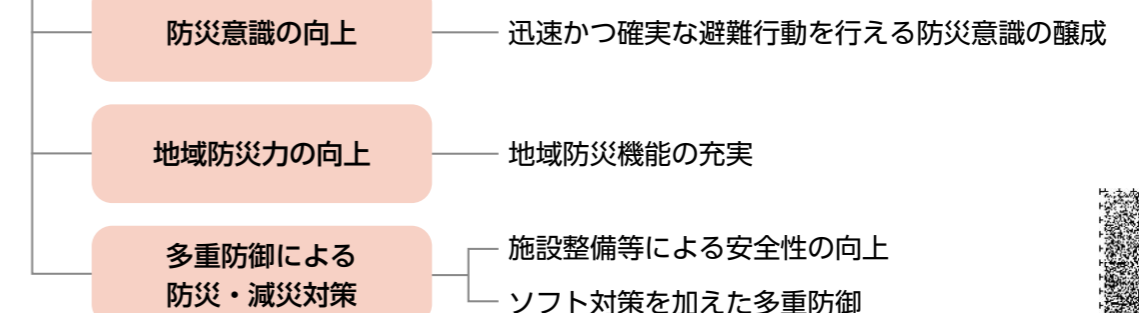 防災意識の向上
迅速かつ確実な避難行動を行える防災意識の醸成
地域防災力の向上
地域防災機能の充実
多重防御による
防災・減災対策
施設整備等による安全性の向上
ソフト対策を加えた多重防御